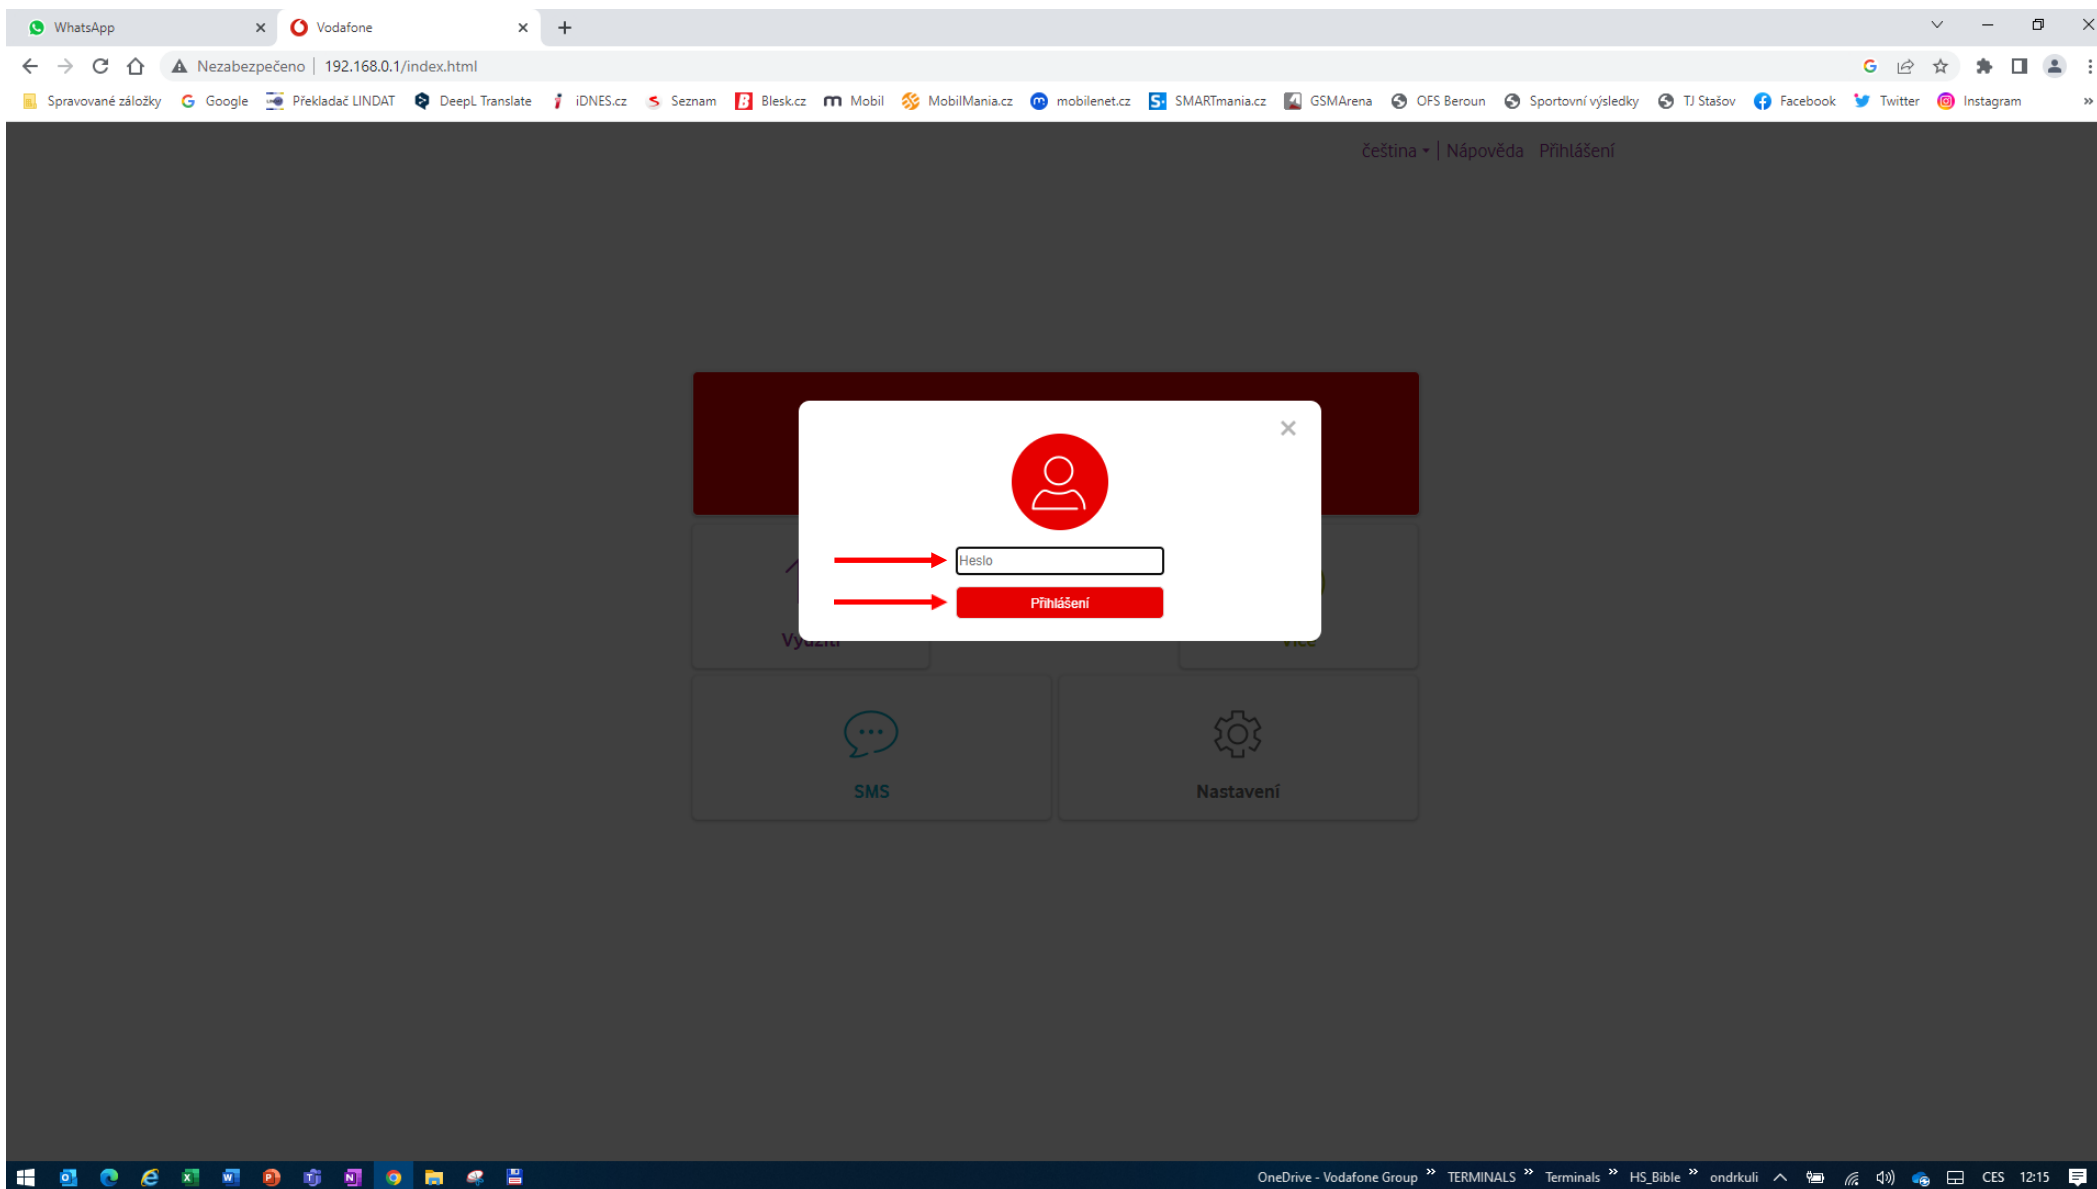 WhatsApp
Vodafone
Nezabezpečeno | 192.168.0.1/index.html
Spravované záložky Google Překladač LINDAT DeepL Translate iDNES.cz Seznam Blesk.cz Mobil MobilMania.cz mobilenet.cz SMARTmania.cz GSMArena OFS Beroun Sportovní výsledky TJ Stašov Facebook Twitter Instagram »
čeština | Nápověda Přihlášení
Heslo
Přihlášení
Využití
Více
SMS
Nastavení
OneDrive - Vodafone Group » TERMINALS » Terminals » HS_Bible » ondrkuli CES 12:15